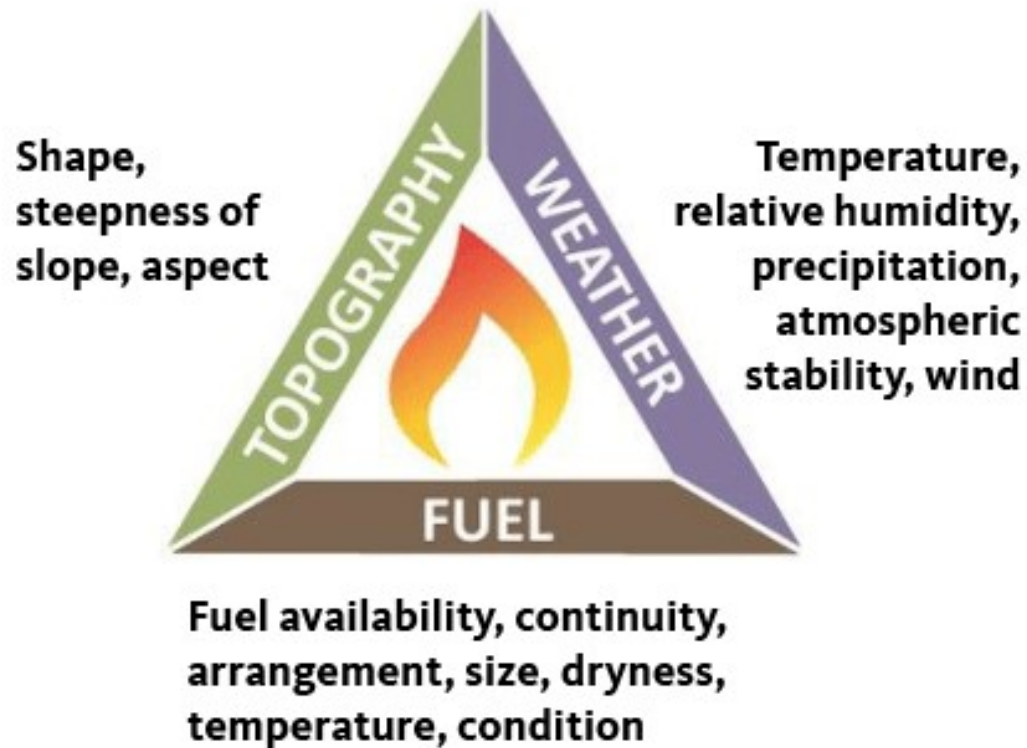 Shape,
steepness of
slope, aspect
TOPOGRAPHY
WEATHER
Temperature,
relative humidity,
precipitation,
atmospheric
stability, wind
FUEL
Fuel availability, continuity,
arrangement, size, dryness,
temperature, condition